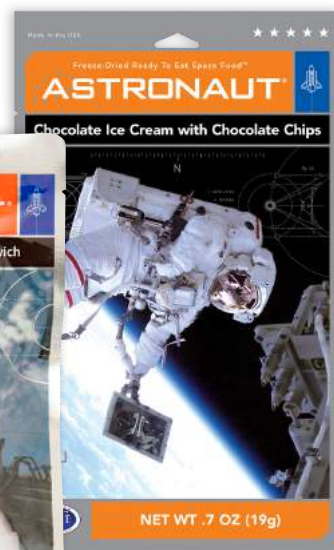 Made in the USA
Freeze-Dried Ready To Eat Space Food™
ASTRONAUT®
Chocolate Ice Cream with Chocolate Chips
N
wich
NET WT .7 OZ (19g)